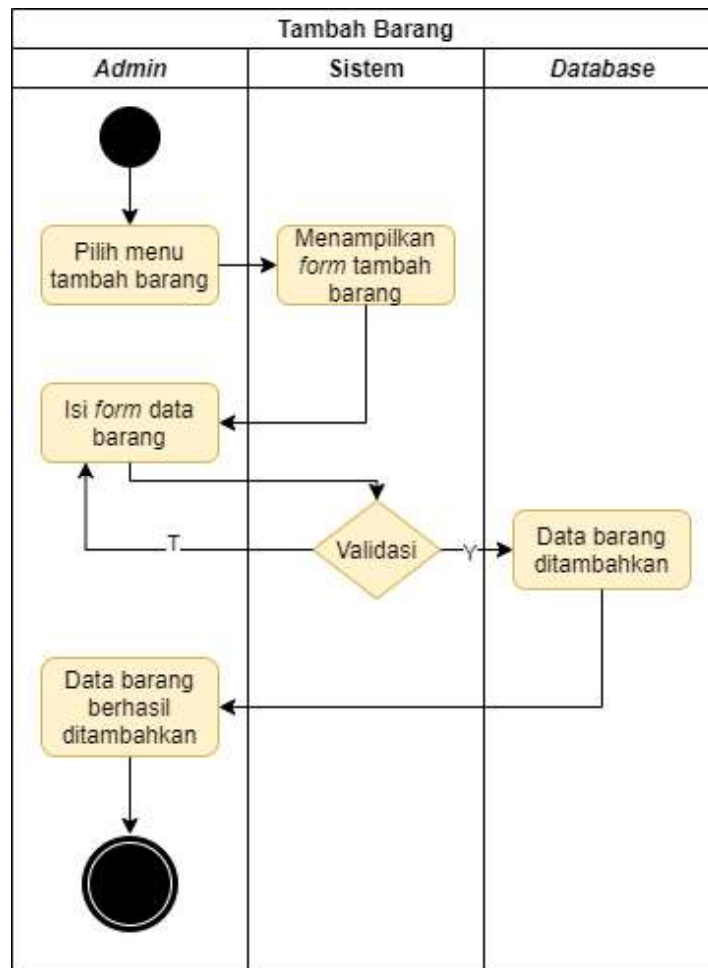 Tambah Barang
Admin
Sistem
Database
Pilih menu
tambah barang
Menampilkan
form tambah
barang
Isi form data
barang
T
Validasi
Y
Data barang
ditambahkan
Data barang
berhasil
ditambahkan